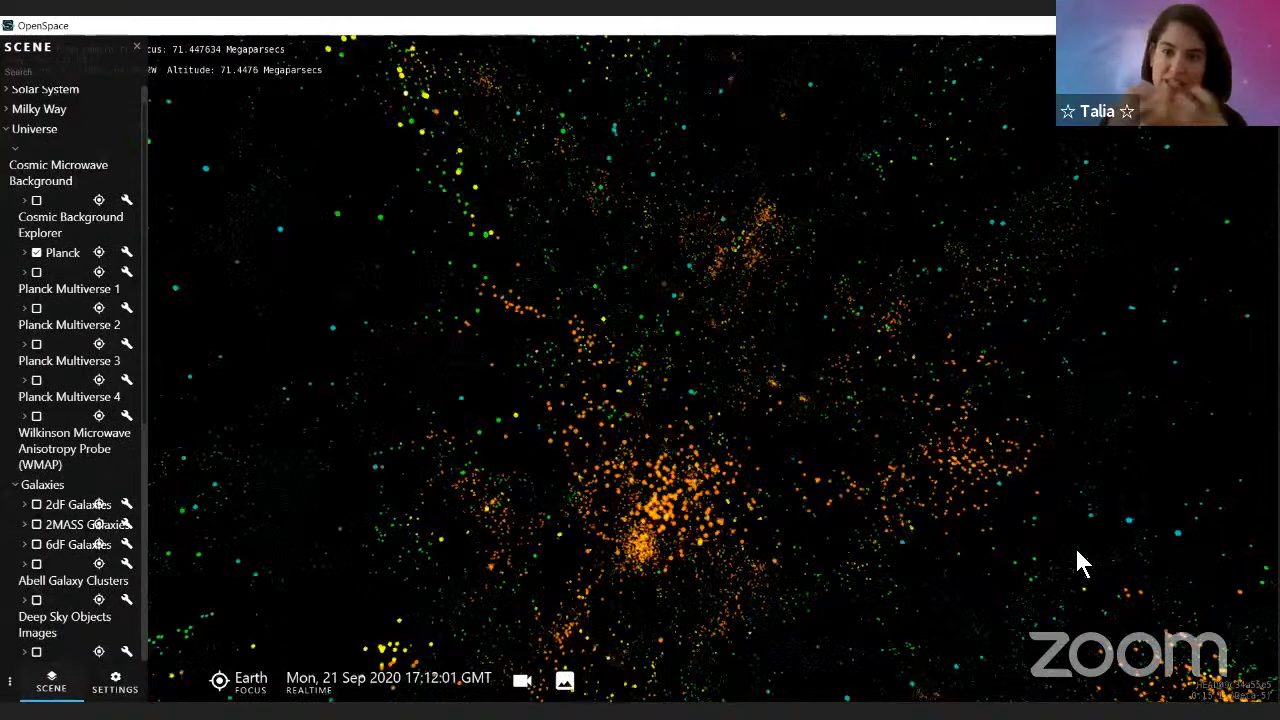 OpenSpace
SCENE
cus: 71.447634 Megaparsecs
Search
W Altitude: 71.4476 Megaparsecs
Solar System
Milky Way
Universe
Cosmic Microwave
Background
Cosmic Background
Explorer
Planck
Planck Multiverse 1
Planck Multiverse 2
Planck Multiverse 3
Planck Multiverse 4
Wilkinson Microwave
Anisotropy Probe
(WMAP)
Galaxies
2dF Galaxies
2MASS Galaxies
6dF Galaxies
Abell Galaxy Clusters
Deep Sky Objects
Images
SCENE
SETTINGS
Earth
FOCUS
Mon, 21 Sep 2020 17:12:01 GMT
REALTIME
☆ Talia ☆
zoom